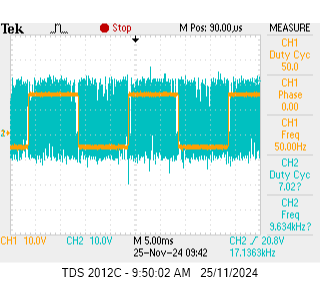 Tek Stop M Pos: 90.00µs MEASURE
CH1
Duty Cyc
50.0
CH1
Phase
0.00
CH1
Freq
50.00Hz
2
CH2
Duty Cyc
7.02?
CH2
Freq
9.634kHz?
CH1 10.0V CH2 10.0V M 5.00ms CH2 20.8V
25-Nov-24 09:42 17.1363kHz
TDS 2012C - 9:50:02 AM 25/11/2024